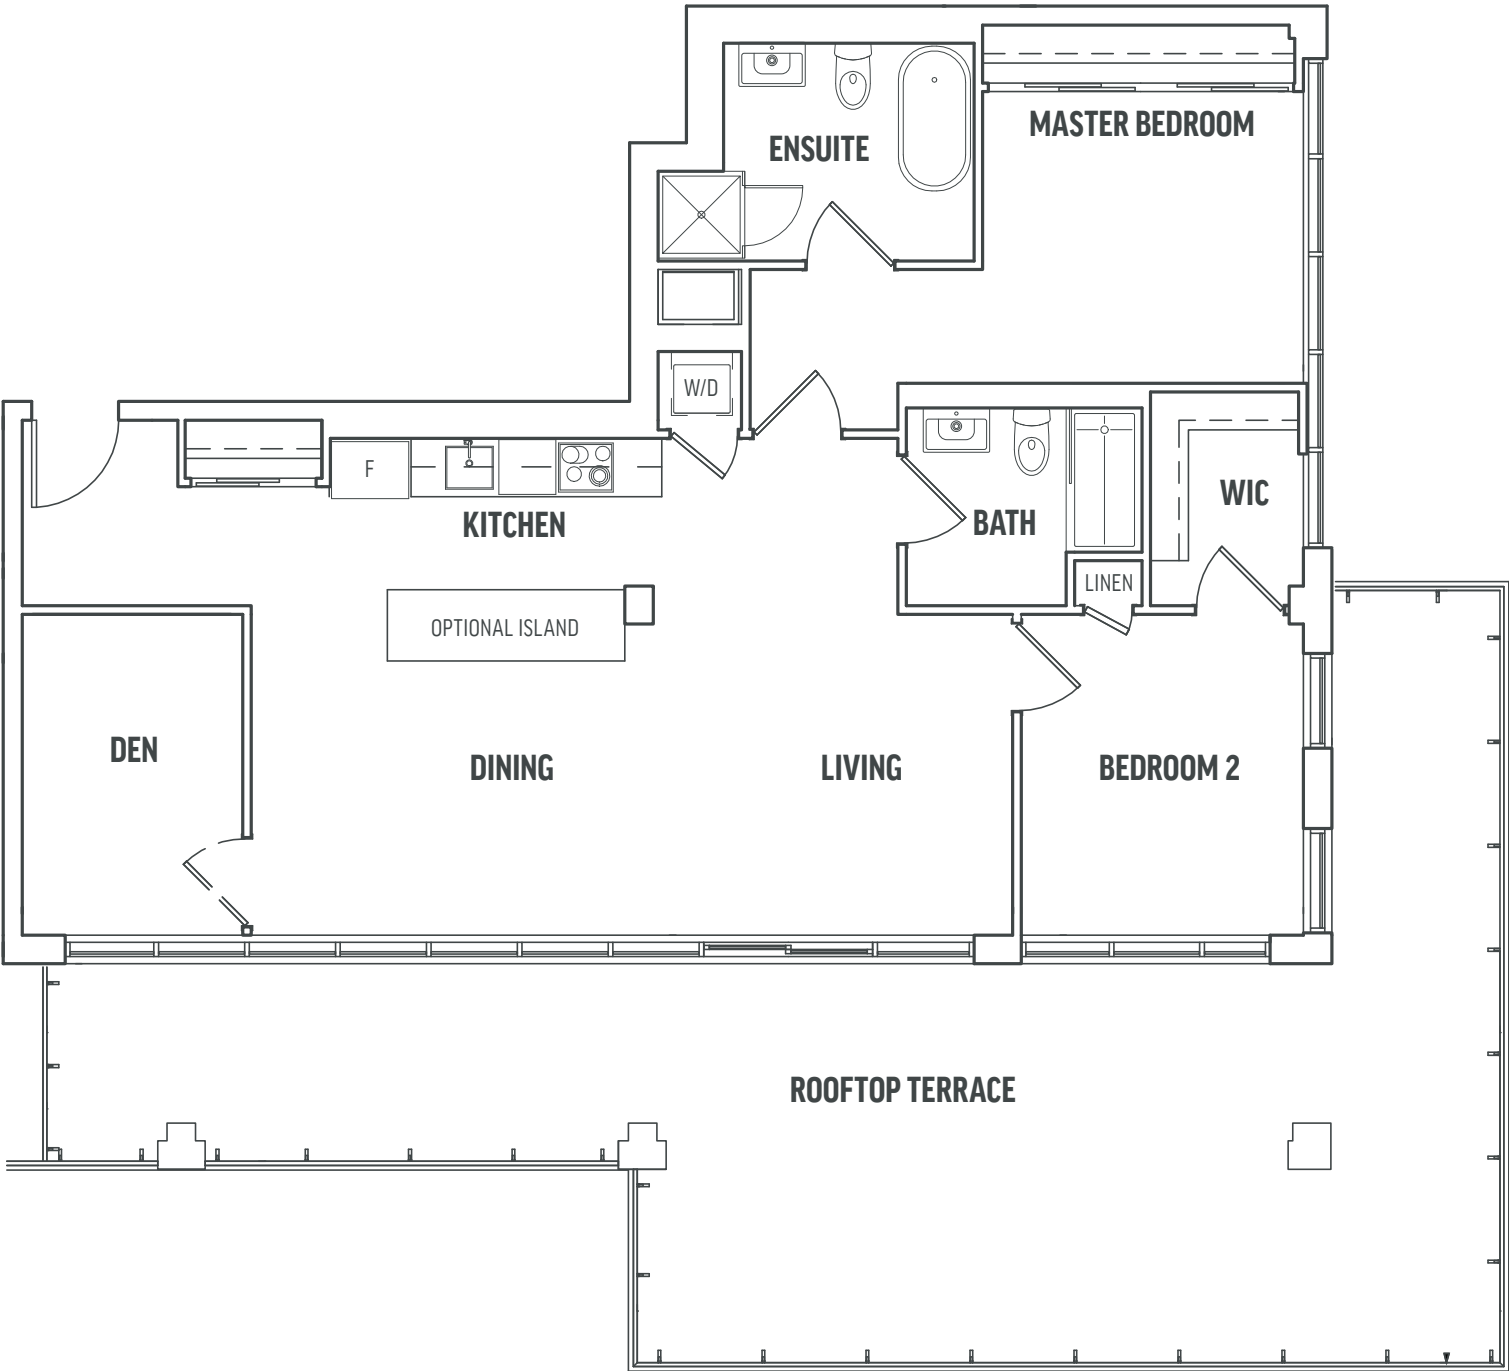 MASTER BEDROOM
ENSUITE
W/D
F
KITCHEN
BATH
WIC
LINEN
OPTIONAL ISLAND
DEN
DINING
LIVING
BEDROOM 2
ROOFTOP TERRACE